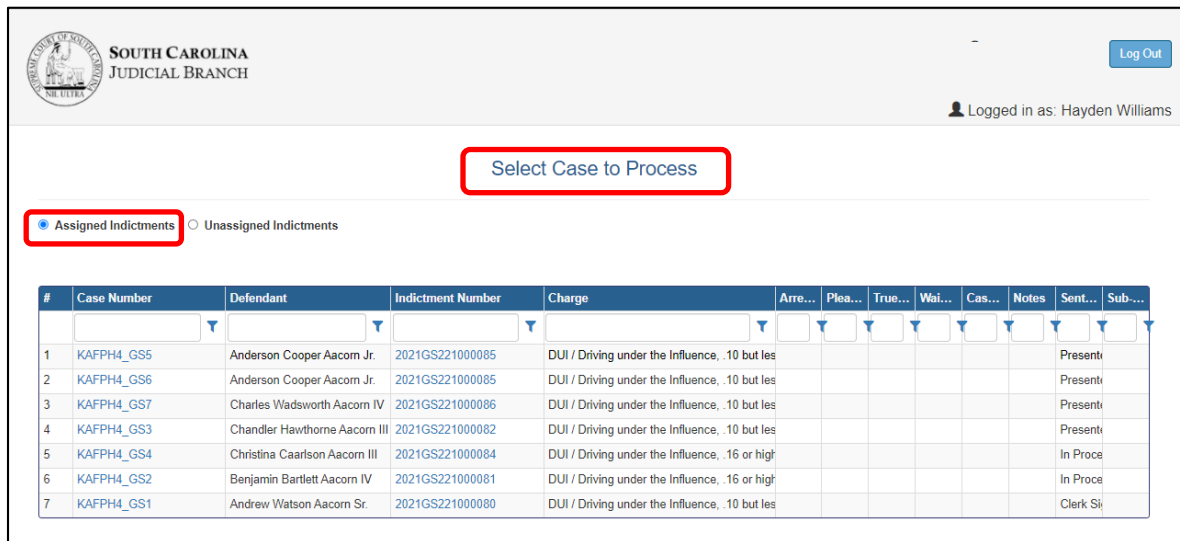 SUPREME COURT OF SOUTH CAROLINA
NIL ULTRA
SOUTH CAROLINA
JUDICIAL BRANCH
Log Out
Logged in as: Hayden Williams
Select Case to Process
Assigned Indictments Unassigned Indictments
# Case Number Defendant Indictment Number Charge Arre... Plea... True... Wai... Cas... Notes Sent... Sub-...
1 KAFPH4_GS5 Anderson Cooper Aacorn Jr. 2021GS221000085 DUI / Driving under the Influence, .10 but les Presente
2 KAFPH4_GS6 Anderson Cooper Aacorn Jr. 2021GS221000085 DUI / Driving under the Influence, .10 but les Presente
3 KAFPH4_GS7 Charles Wadsworth Aacorn IV 2021GS221000086 DUI / Driving under the Influence, .10 but les Presente
4 KAFPH4_GS3 Chandler Hawthorne Aacorn III 2021GS221000082 DUI / Driving under the Influence, .10 but les Presente
5 KAFPH4_GS4 Christina Caarlson Aacorn III 2021GS221000084 DUI / Driving under the Influence, .16 or high In Proce
6 KAFPH4_GS2 Benjamin Bartlett Aacorn IV 2021GS221000081 DUI / Driving under the Influence, .16 or high In Proce
7 KAFPH4_GS1 Andrew Watson Aacorn Sr. 2021GS221000080 DUI / Driving under the Influence, .10 but les Clerk Si